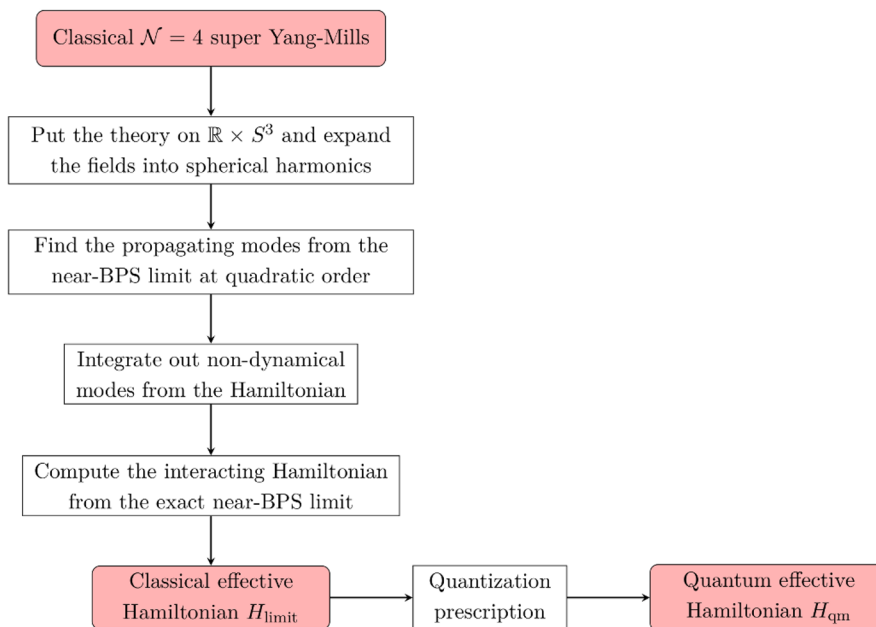 Classical 𝒩 = 4 super Yang-Mills
Put the theory on ℝ × S³ and expand
the fields into spherical harmonics
Find the propagating modes from the
near-BPS limit at quadratic order
Integrate out non-dynamical
modes from the Hamiltonian
Compute the interacting Hamiltonian
from the exact near-BPS limit
Classical effective
Hamiltonian H_limit
Quantization
prescription
Quantum effective
Hamiltonian H_qm